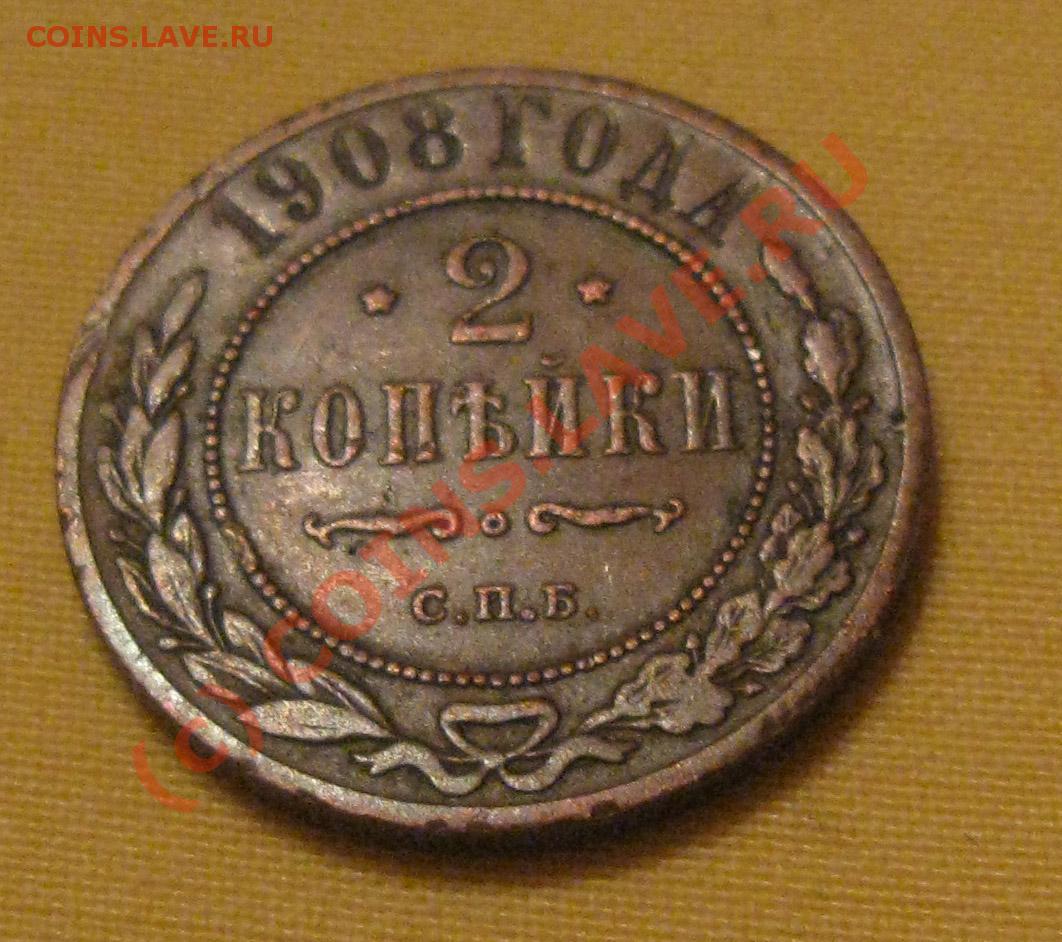 COINS.LAVE.RU
1908 ГОДА
2
КОПѢЙКИ
С.П.Б.
(c) COINS.LAVE.RU